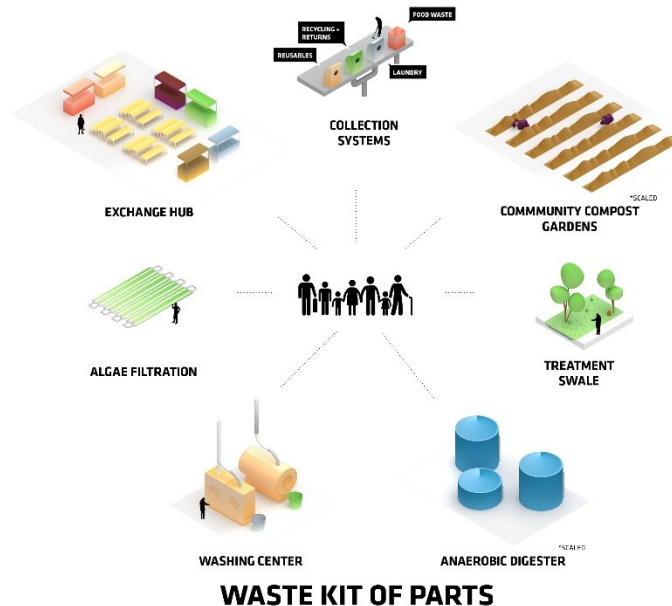 FOOD WASTE
RECYCLING +
RETURNS
REUSABLES
LAUNDRY
COLLECTION
SYSTEMS
EXCHANGE HUB
*SCALED
COMMMUNITY COMPOST
GARDENS
ALGAE FILTRATION
TREATMENT
SWALE
WASHING CENTER
*SCALED
ANAEROBIC DIGESTER
WASTE KIT OF PARTS